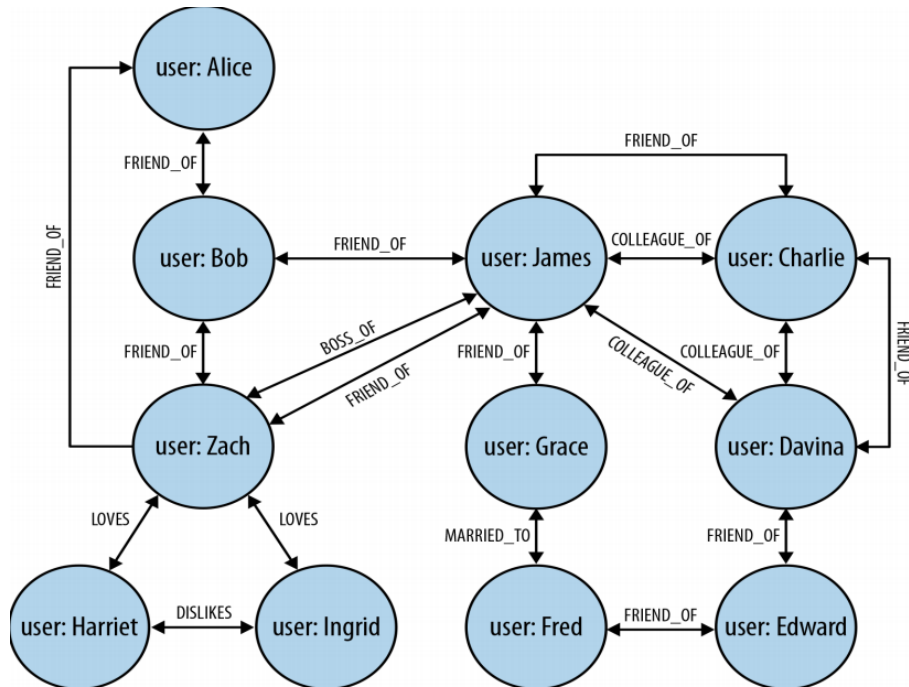 user: Alice
FRIEND_OF
FRIEND_OF
FRIEND_OF
user: Bob
FRIEND_OF
user: James
COLLEAGUE_OF
user: Charlie
FRIEND_OF
BOSS_OF
FRIEND_OF
FRIEND_OF
COLLEAGUE_OF
COLLEAGUE_OF
FRIEND_OF
user: Zach
user: Grace
user: Davina
LOVES
LOVES
MARRIED_TO
FRIEND_OF
user: Harriet
DISLIKES
user: Ingrid
user: Fred
FRIEND_OF
user: Edward